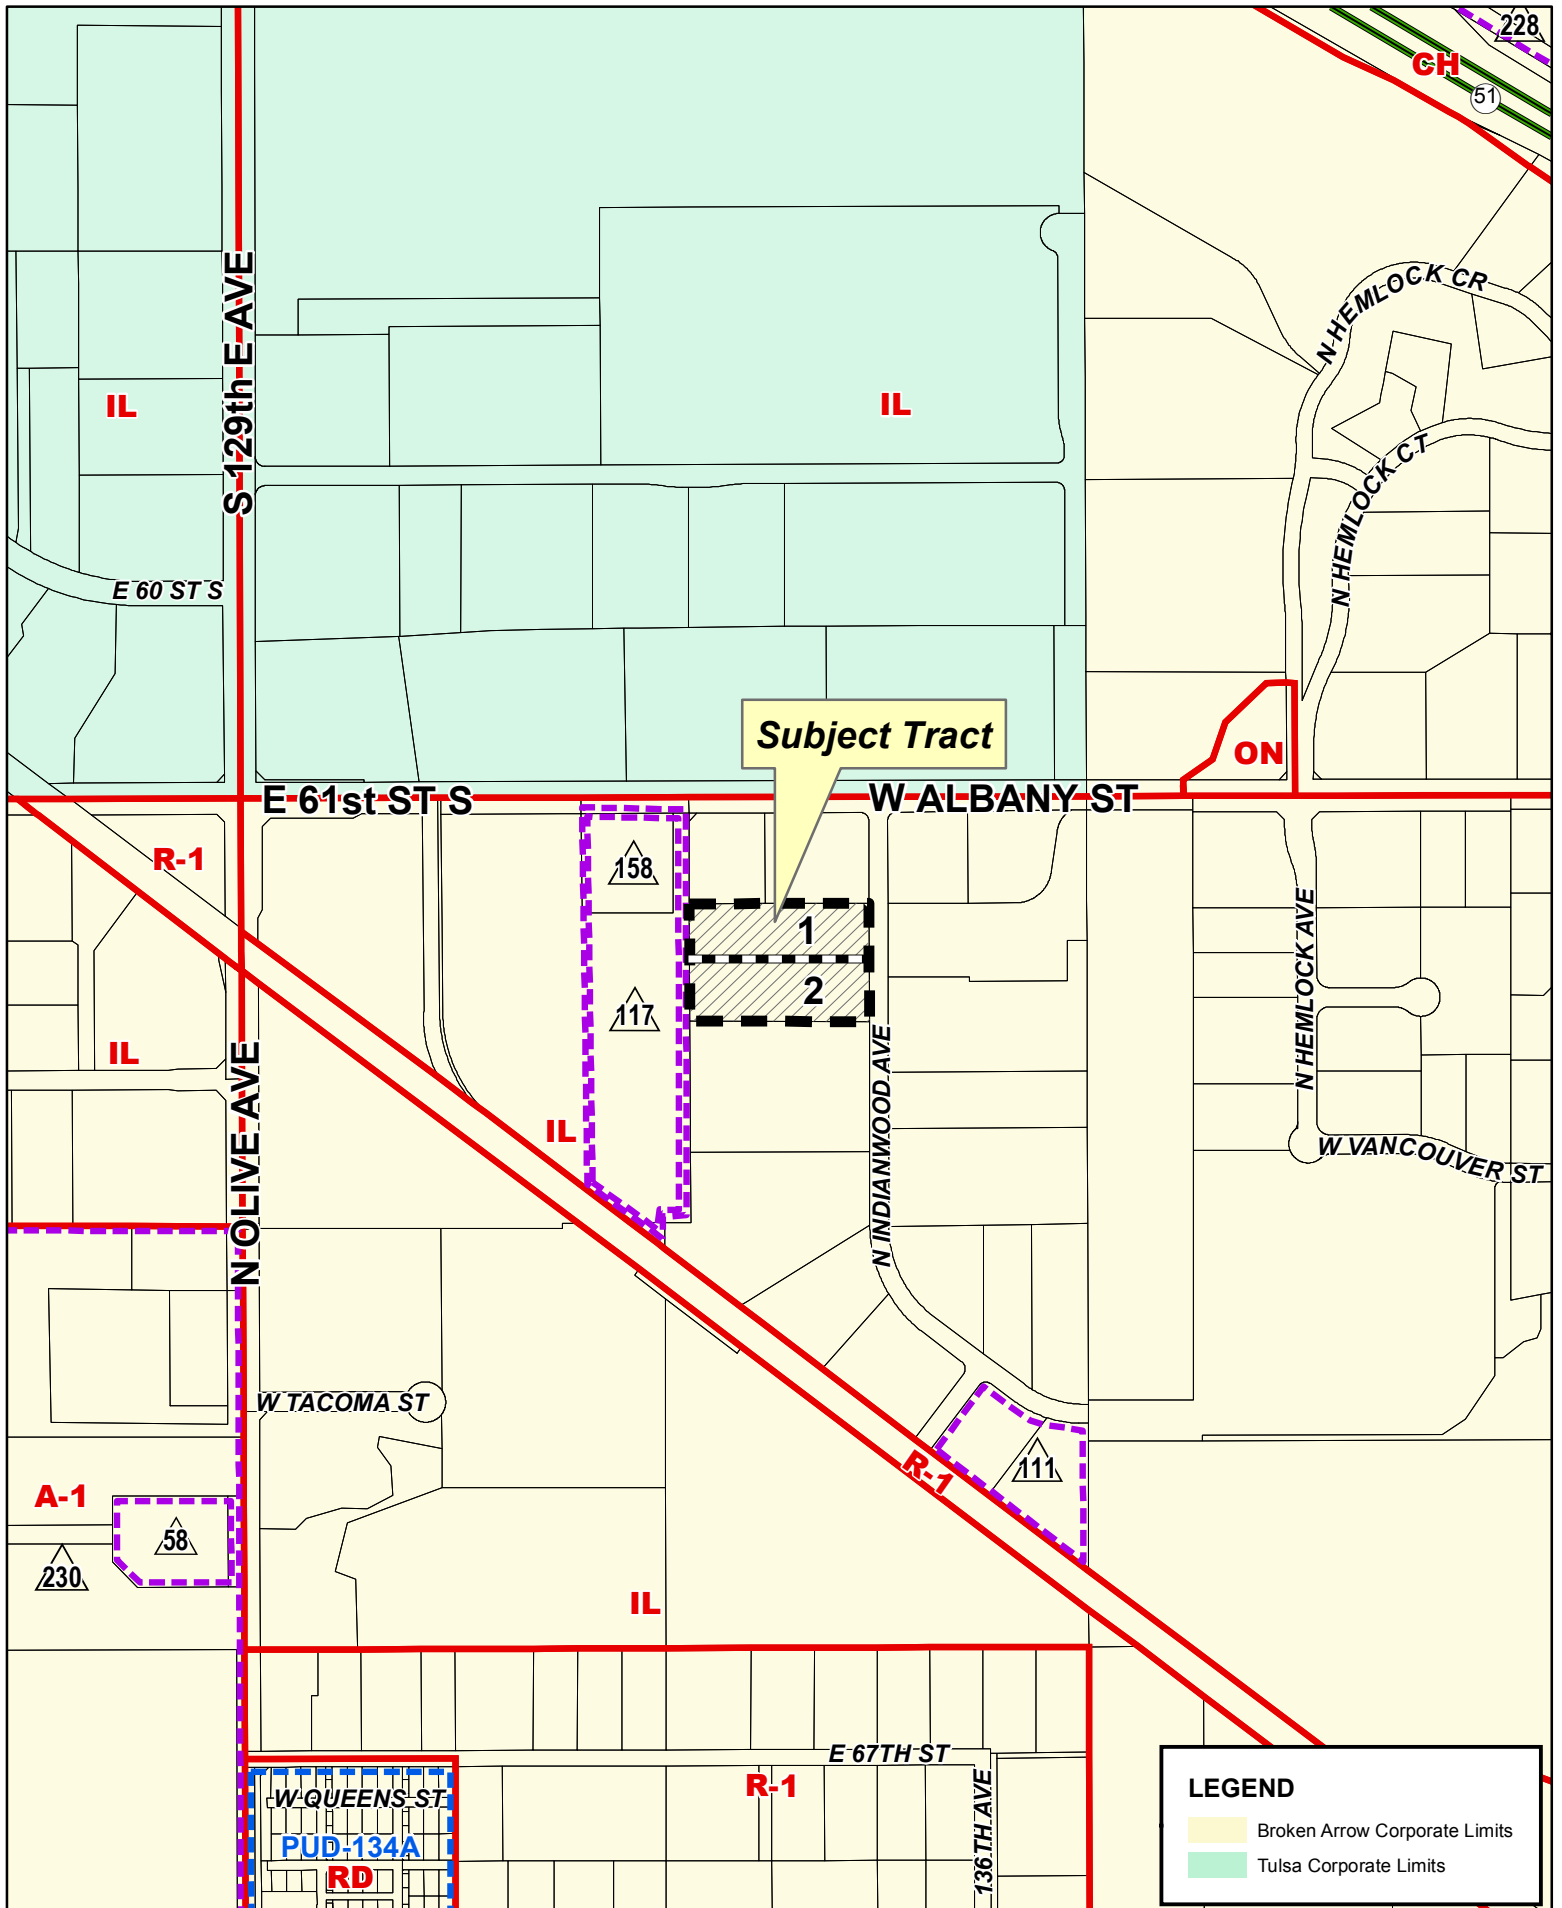 228
CH
51
N HEMLOCK CR
S 129th E AVE
IL
IL
N HEMLOCK CT
E 60 ST S
N HEMLOCK CT
Subject Tract
ON
E 61st ST S
W ALBANY ST
R-1
158
1
2
117
N HEMLOCK AVE
IL
N OLIVE AVE
N INDIANWOOD AVE
IL
W VANCOUVER ST
W TACOMA ST
R-1
111
A-1
58
230
IL
E 67TH ST
R-1
136TH AVE
W QUEENS ST
PUD-134A
RD
LEGEND
Broken Arrow Corporate Limits
Tulsa Corporate Limits